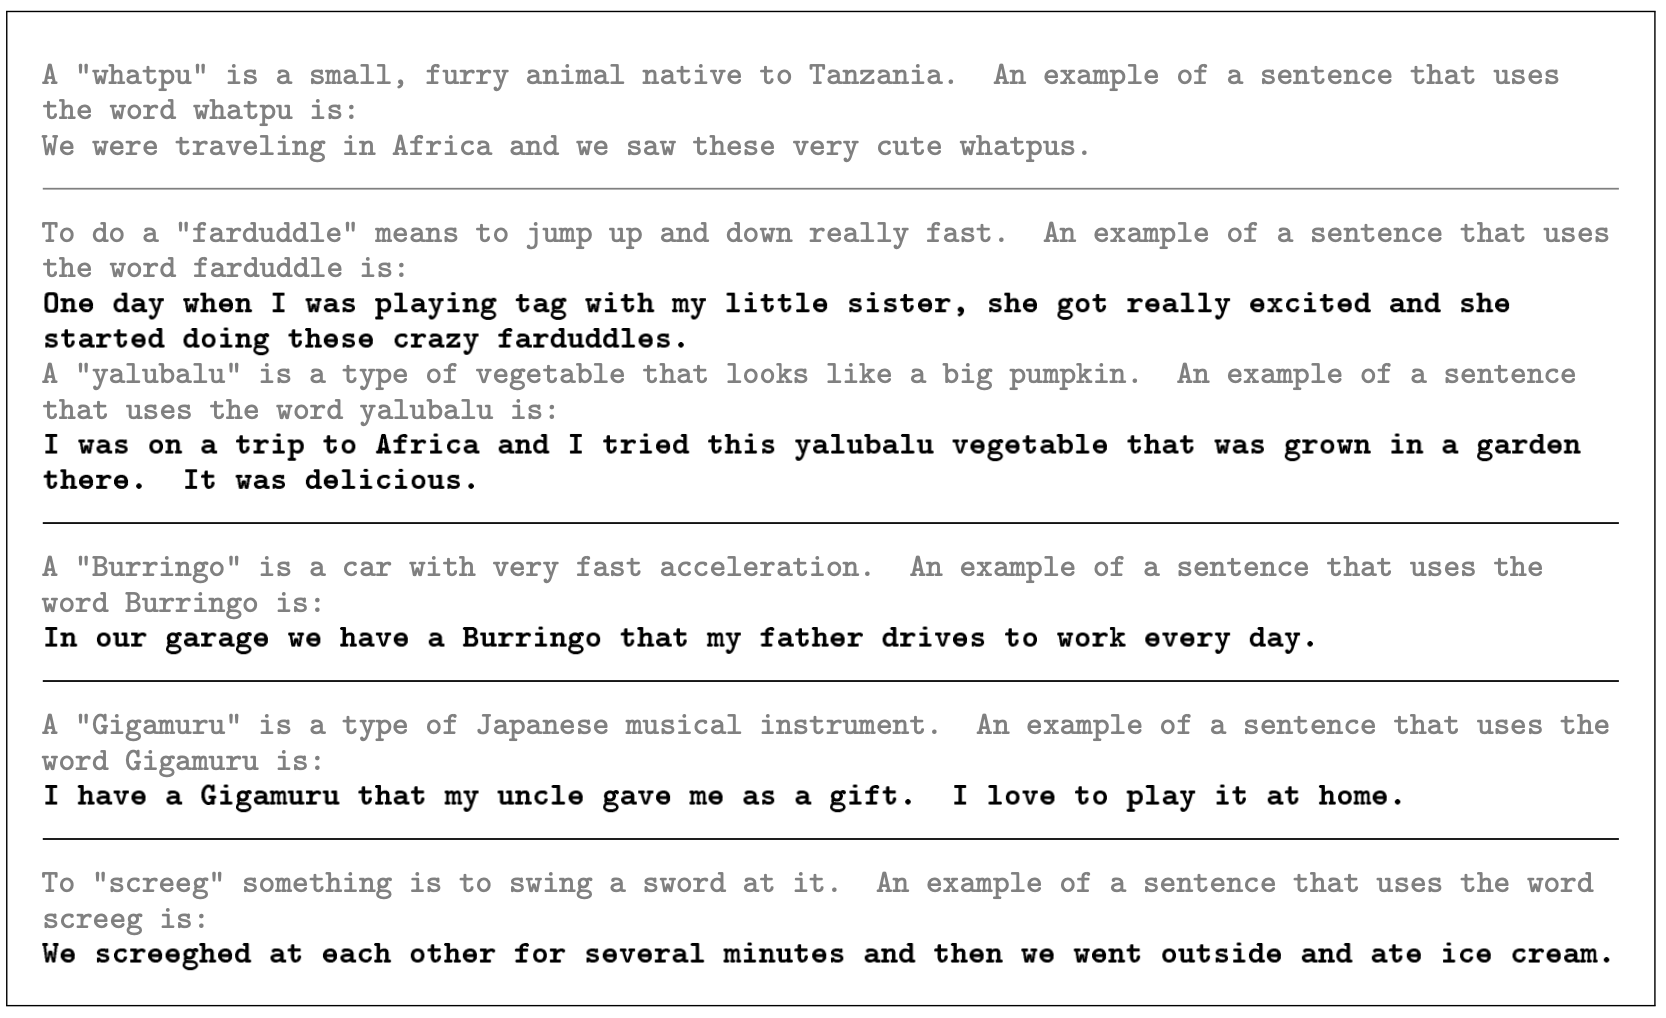 A "whatpu" is a small, furry animal native to Tanzania.  An example of a sentence that uses
the word whatpu is:
We were traveling in Africa and we saw these very cute whatpus.
To do a "farduddle" means to jump up and down really fast.  An example of a sentence that uses
the word farduddle is:
One day when I was playing tag with my little sister, she got really excited and she
started doing these crazy farduddles.
A "yalubalu" is a type of vegetable that looks like a big pumpkin.  An example of a sentence
that uses the word yalubalu is:
I was on a trip to Africa and I tried this yalubalu vegetable that was grown in a garden
there.  It was delicious.
A "Burringo" is a car with very fast acceleration.  An example of a sentence that uses the
word Burringo is:
In our garage we have a Burringo that my father drives to work every day.
A "Gigamuru" is a type of Japanese musical instrument.  An example of a sentence that uses the
word Gigamuru is:
I have a Gigamuru that my uncle gave me as a gift.  I love to play it at home.
To "screeg" something is to swing a sword at it.  An example of a sentence that uses the word
screeg is:
We screeghed at each other for several minutes and then we went outside and ate ice cream.